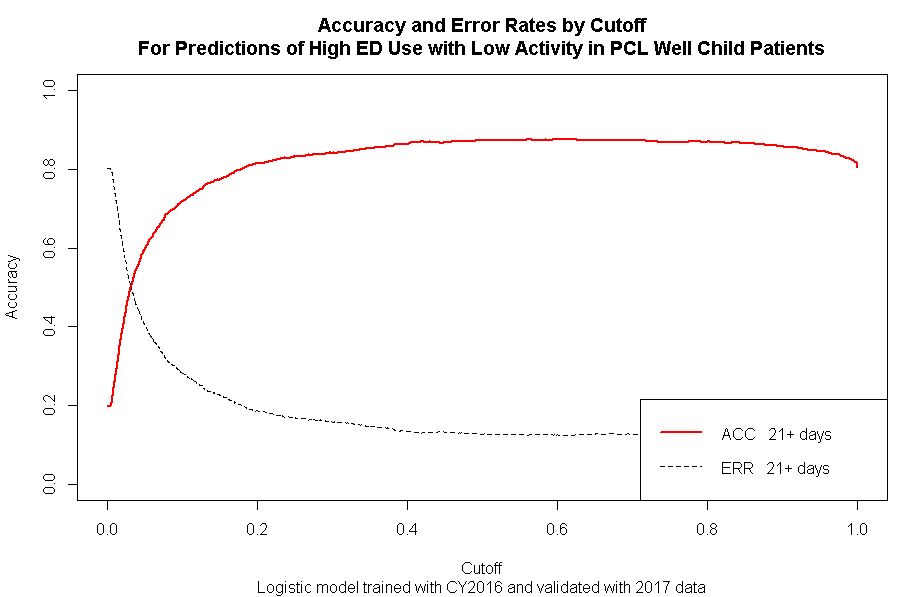 Accuracy and Error Rates by Cutoff
For Predictions of High ED Use with Low Activity in PCL Well Child Patients
Accuracy
1.0
0.8
0.6
0.4
0.2
0.0
ACC 21+ days
ERR 21+ days
0.0 0.2 0.4 0.6 0.8 1.0
Cutoff
Logistic model trained with CY2016 and validated with 2017 data